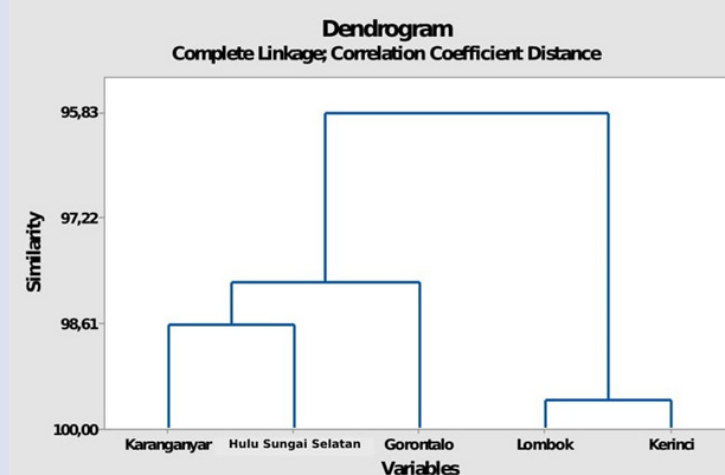 Dendrogram
Complete Linkage; Correlation Coefficient Distance
95,83
97,22
98,61
100,00
Similarity
Karanganyar Hulu Sungai Selatan Gorontalo Lombok Kerinci
Variables